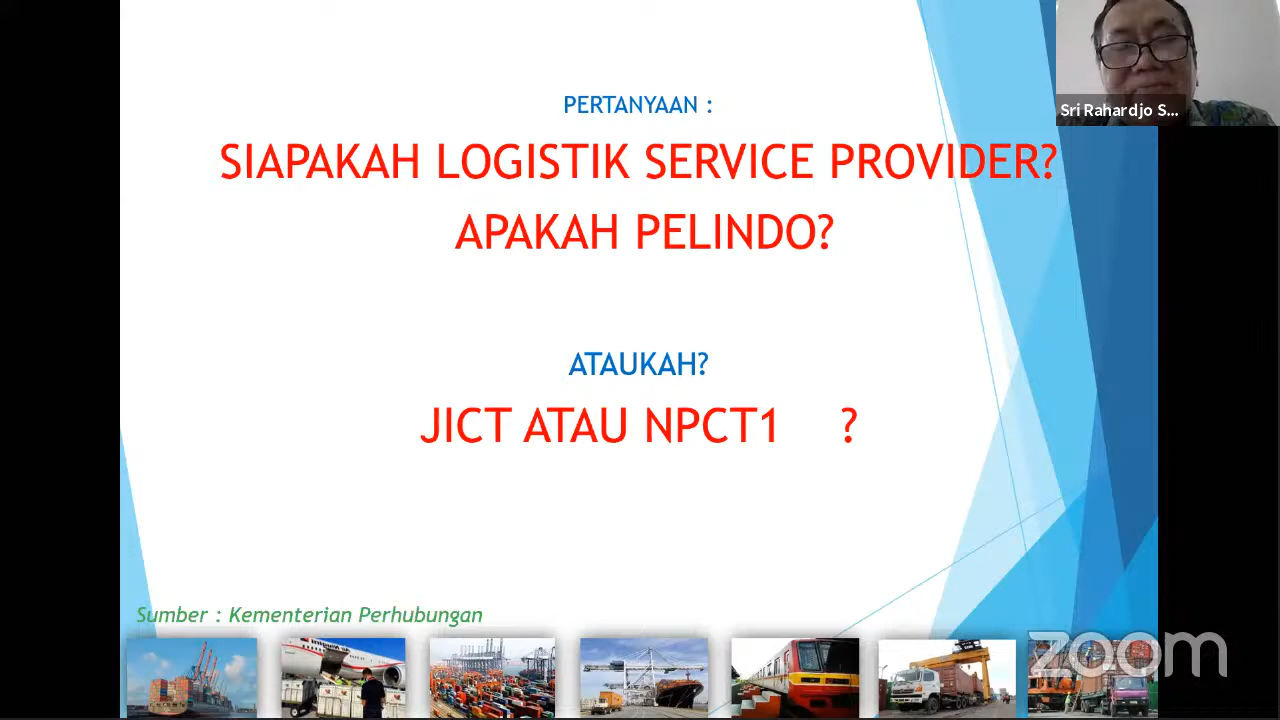 PERTANYAAN :
SIAPAKAH LOGISTIK SERVICE PROVIDER?
APAKAH PELINDO?
ATAUKAH?
JICT ATAU NPCT1 ?
Sumber : Kementerian Perhubungan
Sri Rahardjo S...
zoom